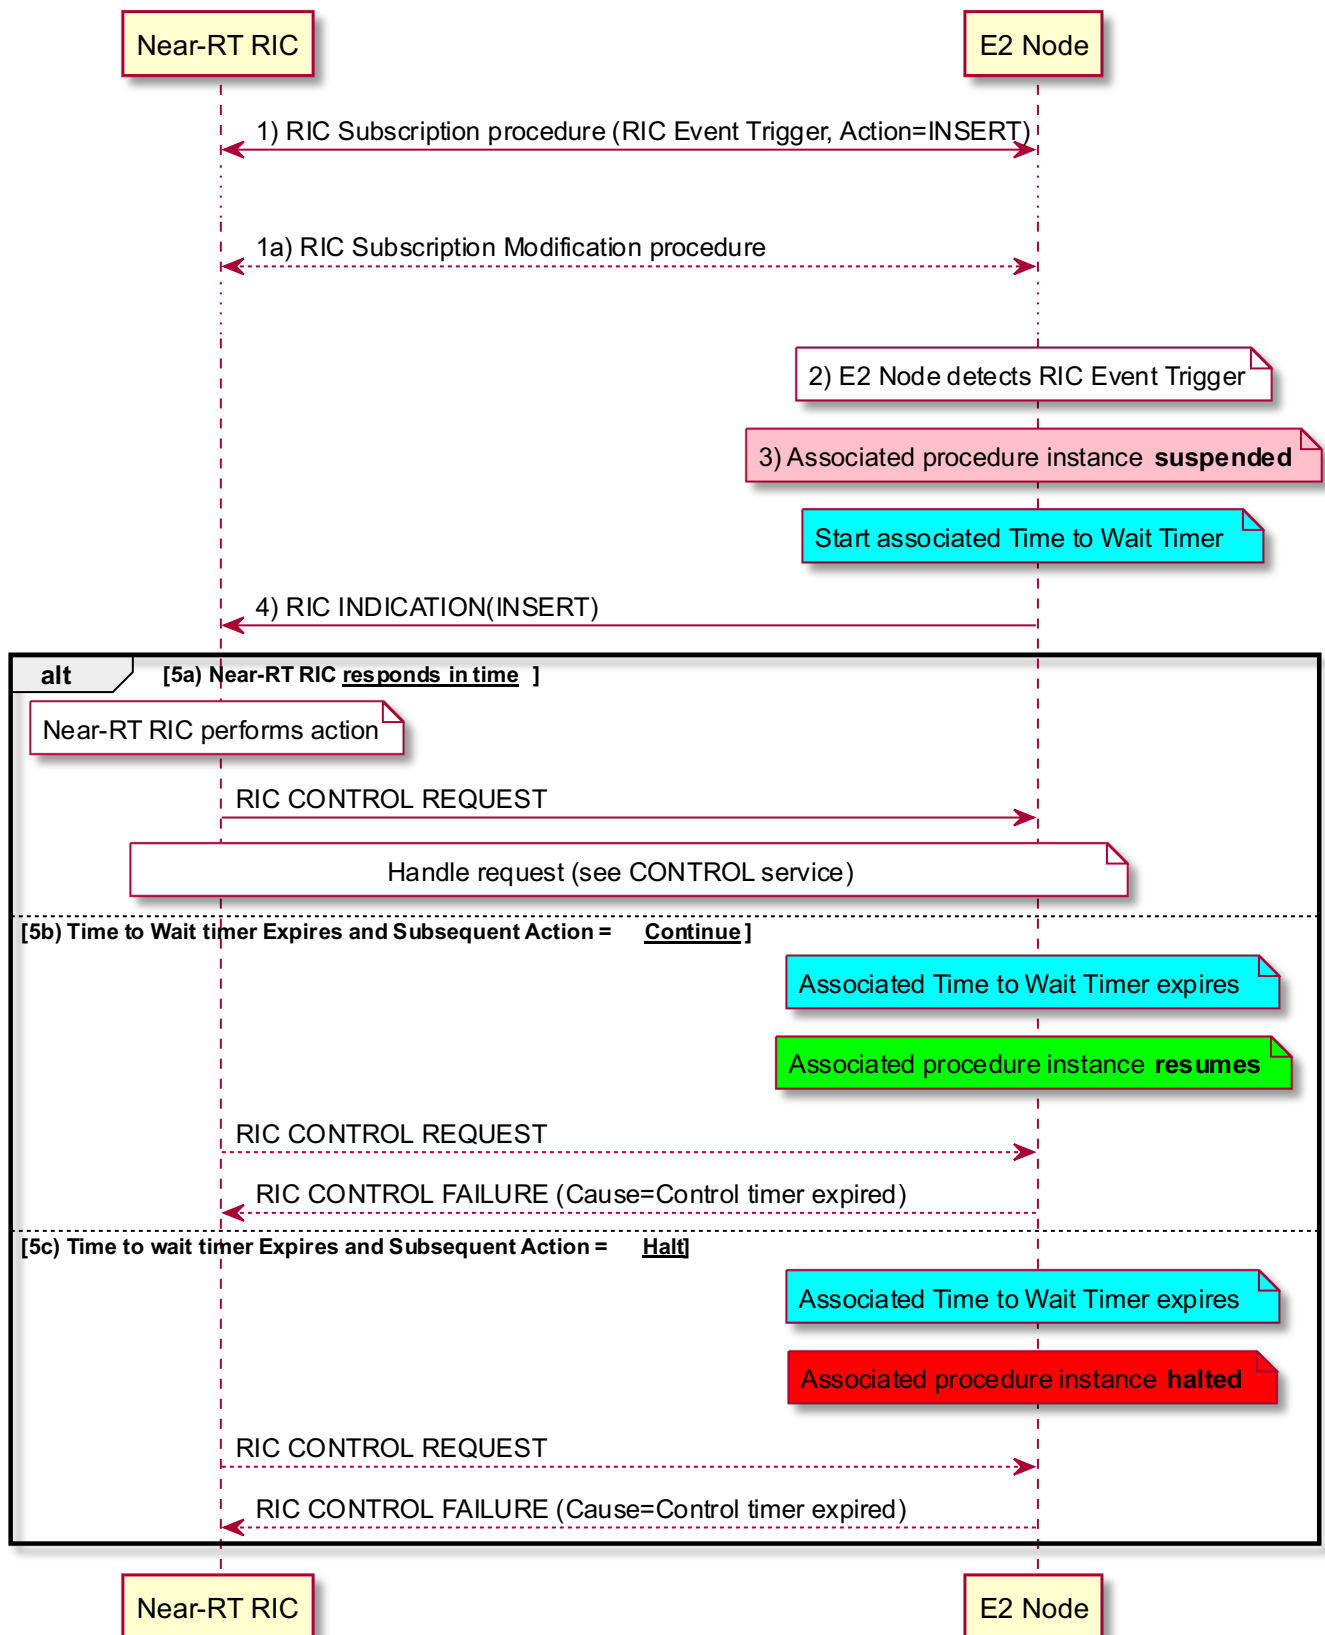 Near-RT RIC
E2 Node
1) RIC Subscription procedure (RIC Event Trigger, Action=INSERT)
1a) RIC Subscription Modification procedure
2) E2 Node detects RIC Event Trigger
3) Associated procedure instance suspended
Start associated Time to Wait Timer
4) RIC INDICATION(INSERT)
alt
[5a) Near-RT RIC responds in time ]
Near-RT RIC performs action
RIC CONTROL REQUEST
Handle request (see CONTROL service)
[5b) Time to Wait timer Expires and Subsequent Action = Continue ]
Associated Time to Wait Timer expires
Associated procedure instance resumes
RIC CONTROL REQUEST
RIC CONTROL FAILURE (Cause=Control timer expired)
[5c) Time to wait timer Expires and Subsequent Action = Halt]
Associated Time to Wait Timer expires
Associated procedure instance halted
RIC CONTROL REQUEST
RIC CONTROL FAILURE (Cause=Control timer expired)
Near-RT RIC
E2 Node